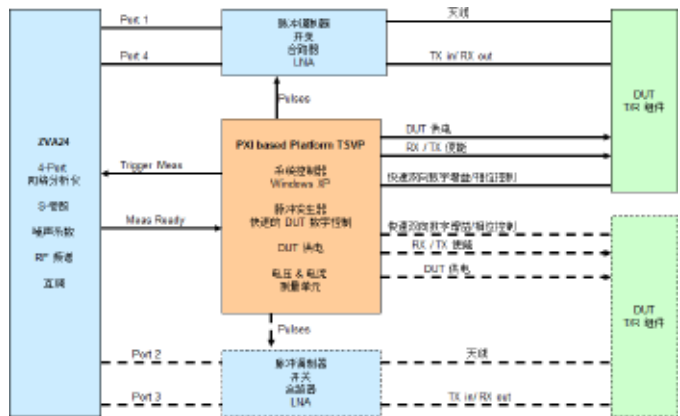 Port 1
脉冲调制器
开关
合路器
LNA
天线
Port 4
TX in/ RX out
DUT
T/R 组件
Pulses
ZVA24
4-Port
网络分析仪
S-参数
噪声系数
RF 频谱
互调
PXI based Platform TSVP
系统控制器
Windows XP
脉冲发生器
快速的 DUT 数字控制
DUT 供电
电压 & 电流
测量单元
DUT 供电
RX / TX 使能
快速双向数字增益/相位控制
Trigger Meas
Meas Ready
快速双向数字增益/相位控制
RX / TX 使能
DUT 供电
DUT
T/R 组件
Pulses
Port 2
脉冲调制器
开关
合路器
LNA
天线
Port 3
TX in/ RX out